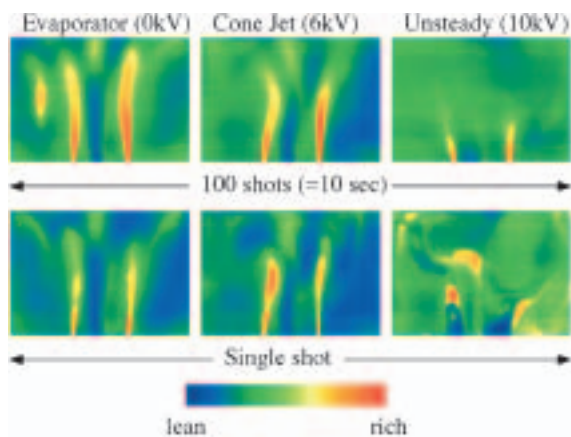 Evaporator (0kV) Cone Jet (6kV) Unsteady (10kV)
100 shots (=10 sec)
Single shot
lean rich